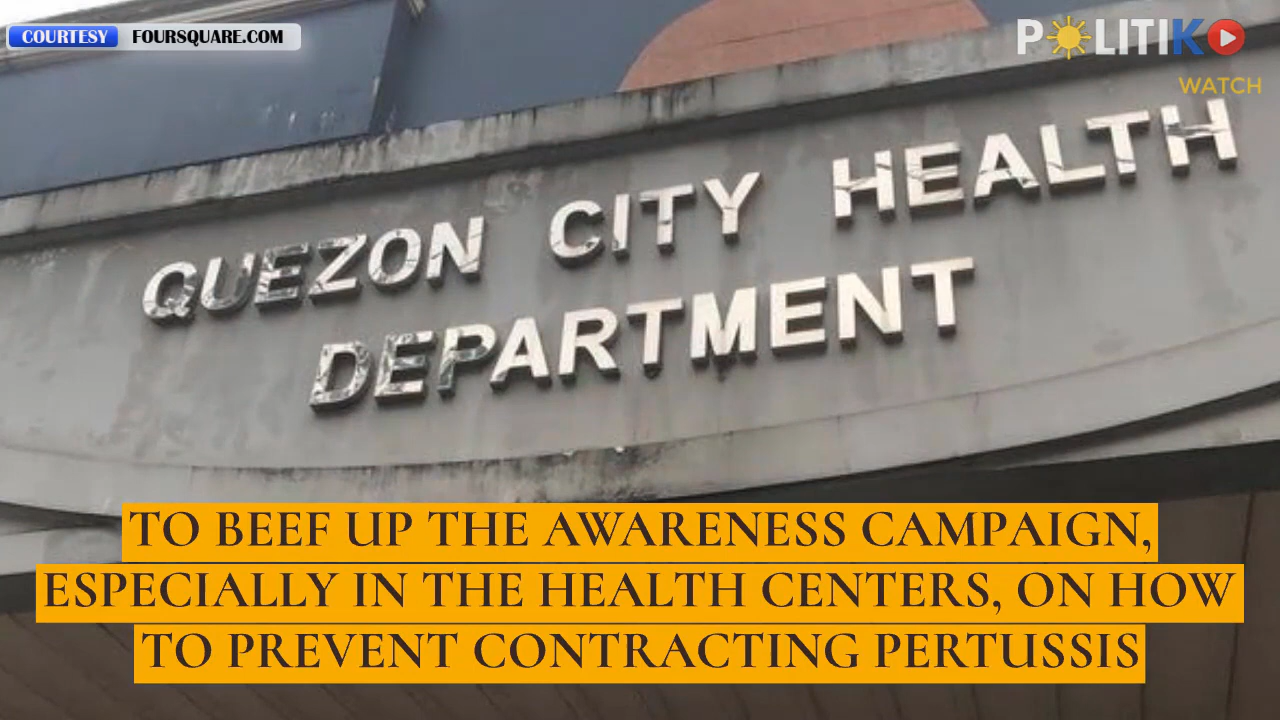 COURTESY FOURSQUARE.COM
POLITIKO
WATCH
QUEZON CITY HEALTH
DEPARTMENT
TO BEEF UP THE AWARENESS CAMPAIGN,
ESPECIALLY IN THE HEALTH CENTERS, ON HOW
TO PREVENT CONTRACTING PERTUSSIS